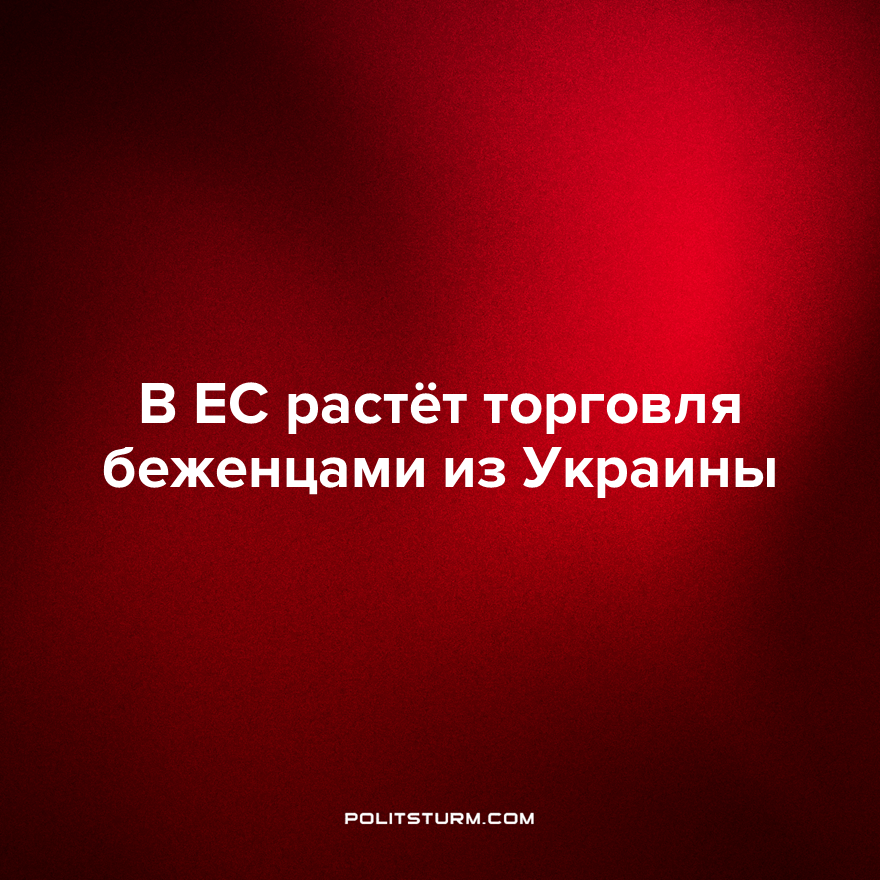 В ЕС растёт торговля
беженцами из Украины
POLITSTURM.COM